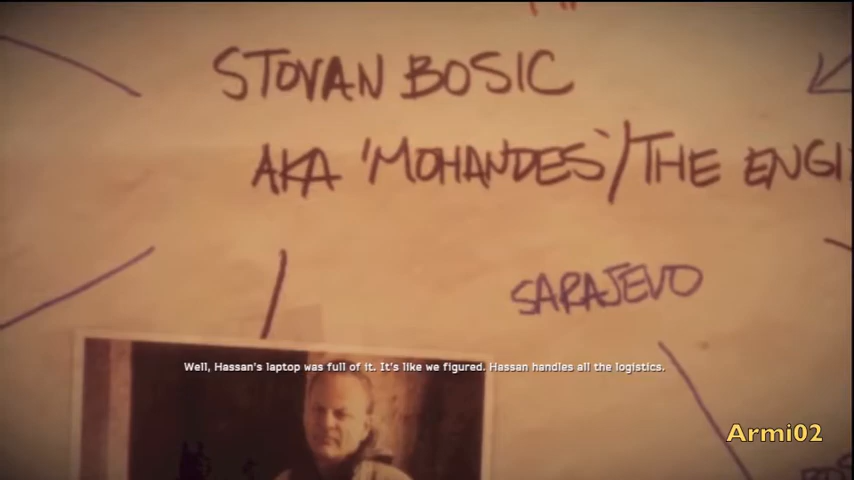 STOVAN BOSIC
AKA 'MOHANDES'/THE ENGI
SARAJEVO
Well, Hassan's laptop was full of it. It's like we figured. Hassan handles all the logistics.
Armi02